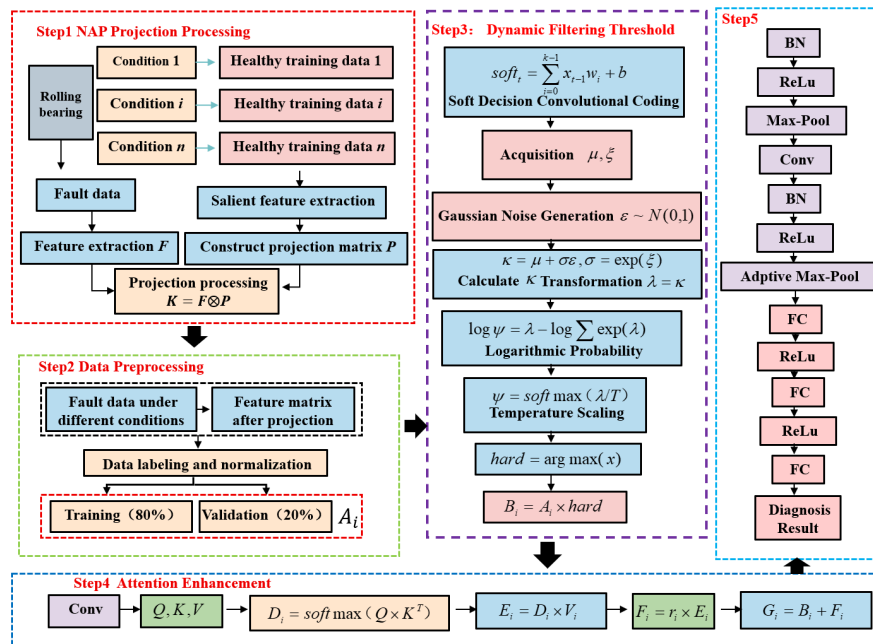 Step1 NAP Projection Processing
Rolling
bearing
Condition 1
Healthy training data 1
Condition i
Healthy training data i
Condition n
Healthy training data n
Fault data
Salient feature extraction
Feature extraction F
Construct projection matrix P
Projection processing
K = F⊗P
Step2 Data Preprocessing
Fault data under
different conditions
Feature matrix
after projection
Data labeling and normalization
Training（80%）
Validation（20%）
A_i
Step3： Dynamic Filtering Threshold
soft_t = ∑_{i=0}^{k-1} x_{t-1}w_i + b
Soft Decision Convolutional Coding
Acquisition μ,ξ
Gaussian Noise Generation ε ~ N(0,1)
κ = μ + σε, σ = exp(ξ)
Calculate κ Transformation λ = κ
log ψ = λ − log ∑ exp(λ)
Logarithmic Probability
ψ = soft max（λ/T）
Temperature Scaling
hard = arg max(x)
B_i = A_i × hard
Step4 Attention Enhancement
Conv
Q, K, V
D_i = soft max（Q × K^T）
E_i = D_i × V_i
F_i = r_i × E_i
G_i = B_i + F_i
Step5
BN
ReLu
Max-Pool
Conv
BN
ReLu
Adptive Max-Pool
FC
ReLu
FC
ReLu
FC
Diagnosis
Result